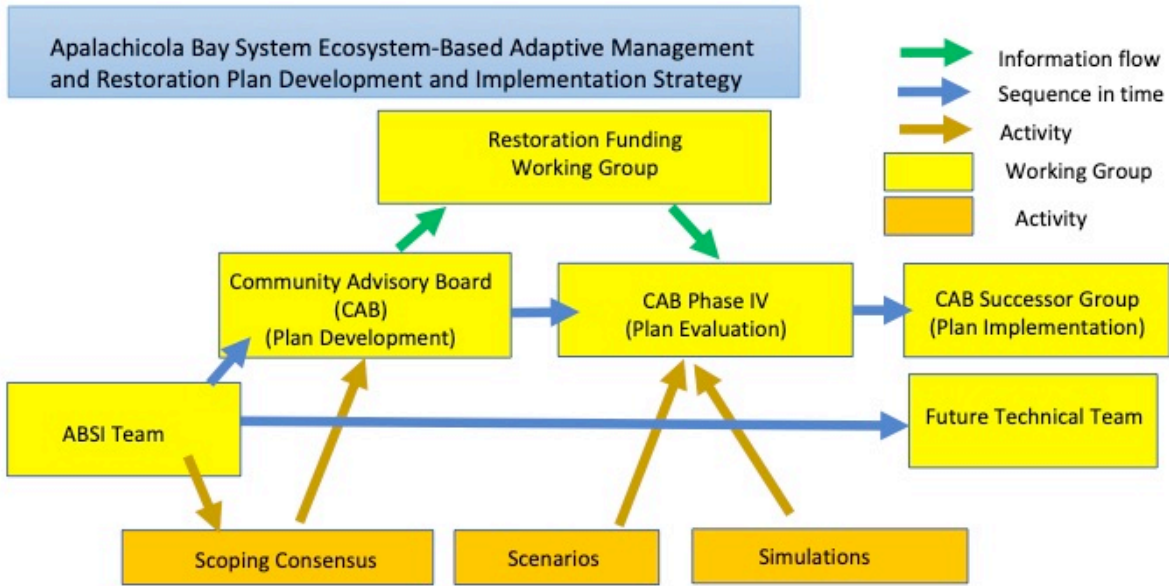 Apalachicola Bay System Ecosystem-Based Adaptive Management
and Restoration Plan Development and Implementation Strategy
Information flow
Sequence in time
Activity
Working Group
Activity
Restoration Funding
Working Group
Community Advisory Board
(CAB)
(Plan Development)
CAB Phase IV
(Plan Evaluation)
CAB Successor Group
(Plan Implementation)
ABSI Team
Future Technical Team
Scoping Consensus
Scenarios
Simulations